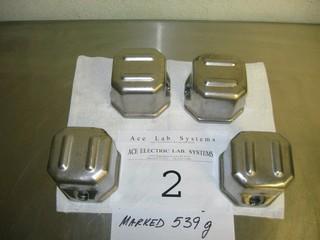 Ace Lab Systems
ACE ELECTRIC LAB. SYSTEMS
2
MARKED 539 g